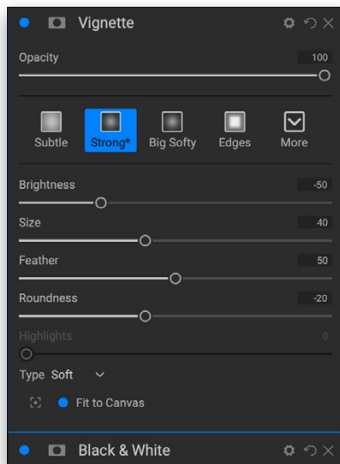 Vignette
Opacity 100
Subtle Strong* Big Softy Edges More
Brightness -50
Size 40
Feather 50
Roundness -20
Highlights 0
Type Soft
Fit to Canvas
Black & White